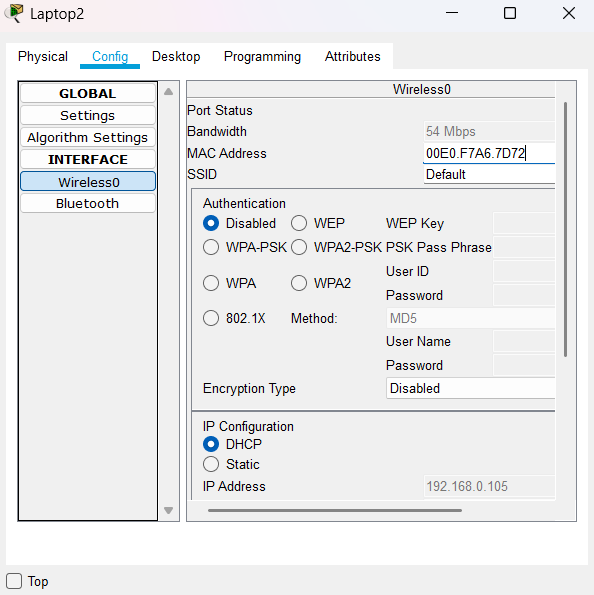 Laptop2
Physical Config Desktop Programming Attributes
GLOBAL
Settings
Algorithm Settings
INTERFACE
Wireless0
Bluetooth
Wireless0
Port Status
Bandwidth 54 Mbps
MAC Address 00E0.F7A6.7D72
SSID Default
Authentication
Disabled WEP WEP Key
WPA-PSK WPA2-PSK PSK Pass Phrase
User ID
WPA WPA2
Password
802.1X Method: MD5
User Name
Password
Encryption Type Disabled
IP Configuration
DHCP
Static
IP Address 192.168.0.105
Top